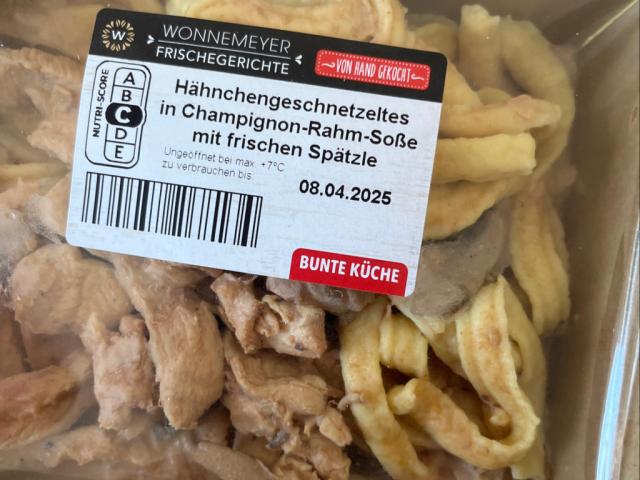 W
WONNEMEYER
FRISCHEGERICHTE
VON HAND GEKOCHT
NUTRI-SCORE
A
B
C
D
E
Hähnchengeschnetzeltes
in Champignon-Rahm-Soße
mit frischen Spätzle
Ungeöffnet bei max. +7°C
zu verbrauchen bis:
08.04.2025
BUNTE KÜCHE